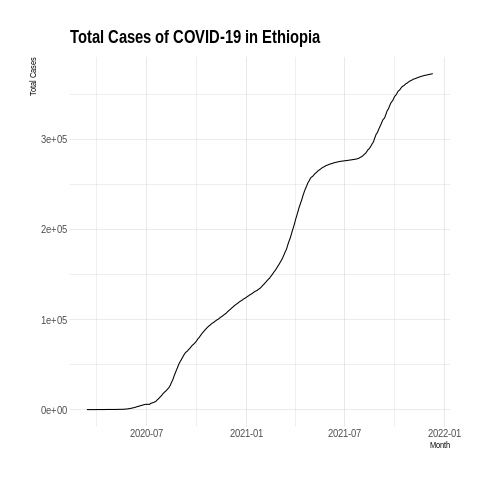 Total Cases of COVID-19 in Ethiopia
Total Cases
3e+05
2e+05
1e+05
0e+00
2020-07 2021-01 2021-07 2022-01
Month